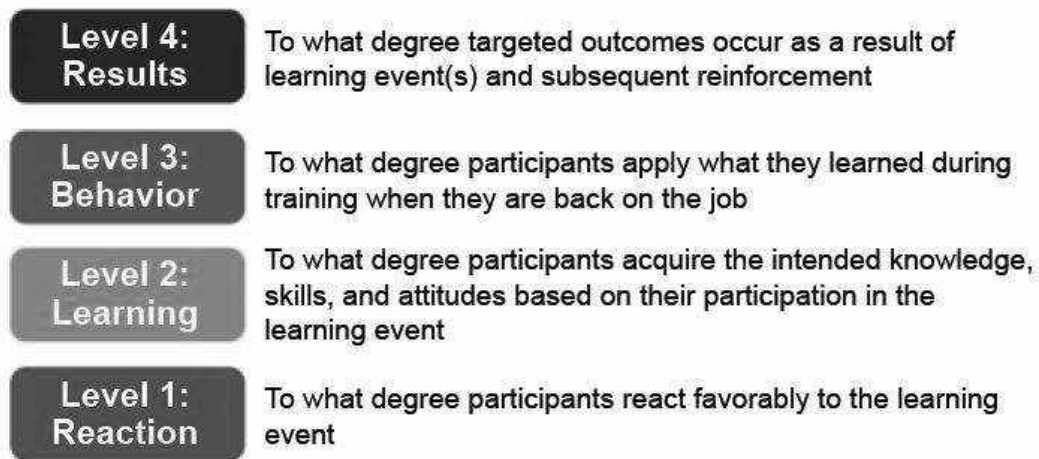 Level 4:
Results
To what degree targeted outcomes occur as a result of
learning event(s) and subsequent reinforcement
Level 3:
Behavior
To what degree participants apply what they learned during
training when they are back on the job
Level 2:
Learning
To what degree participants acquire the intended knowledge,
skills, and attitudes based on their participation in the
learning event
Level 1:
Reaction
To what degree participants react favorably to the learning
event